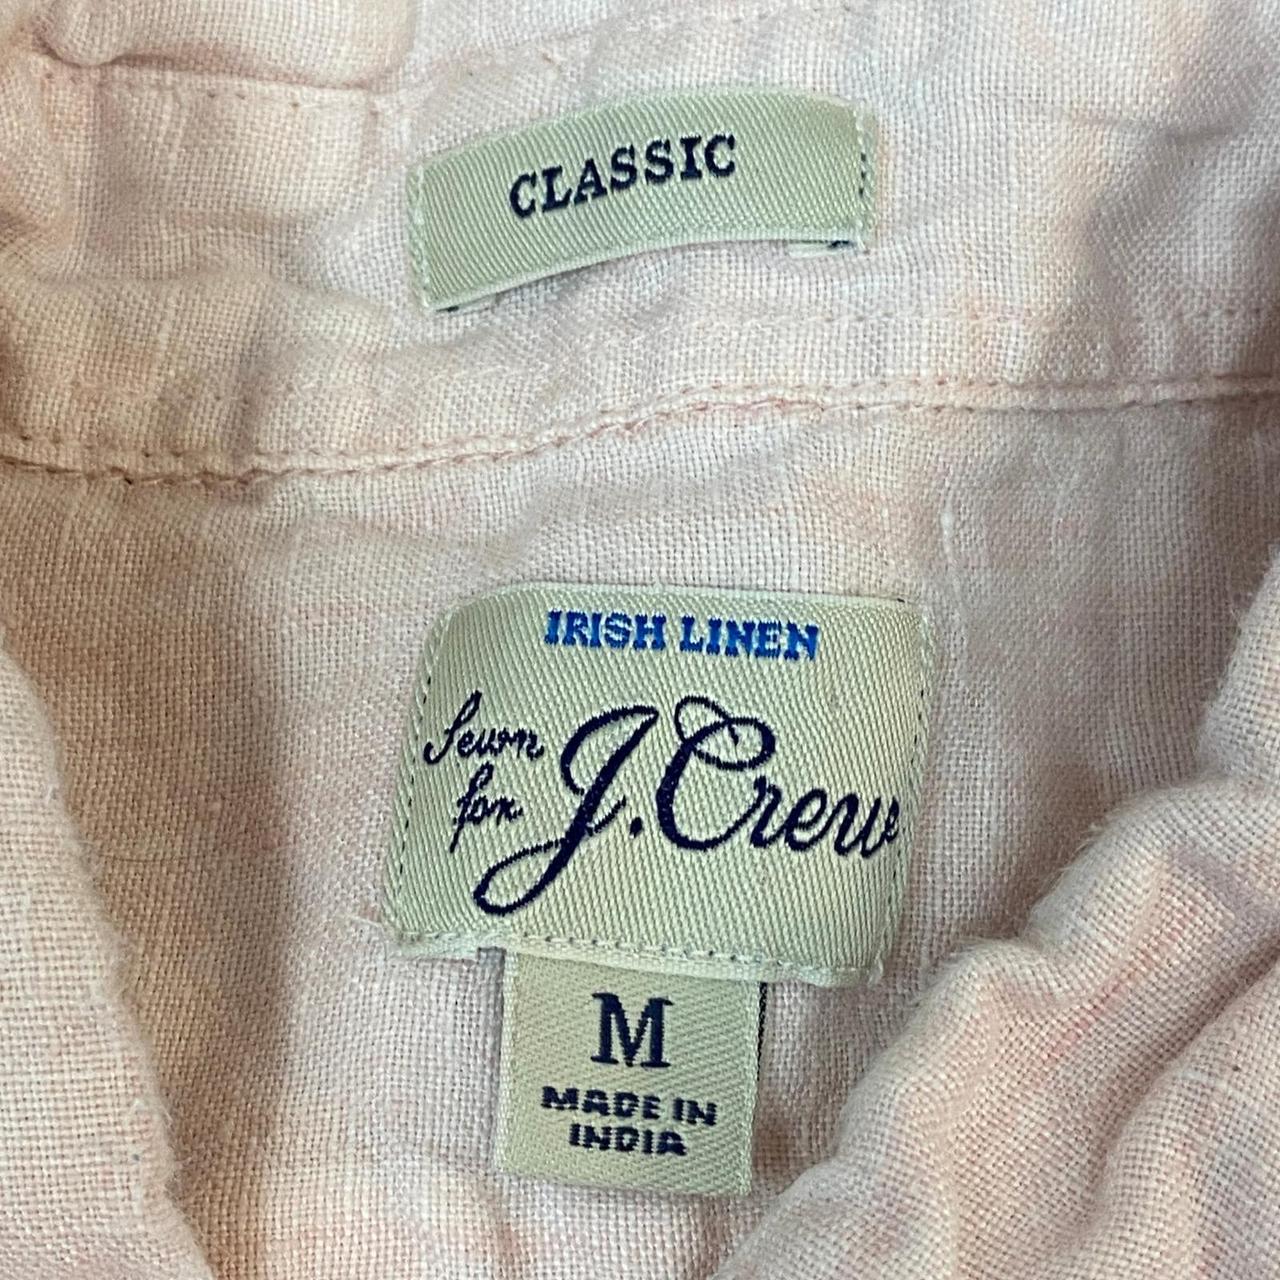 CLASSIC
IRISH LINEN
Sewn
for J.Crew
M
MADE IN
INDIA